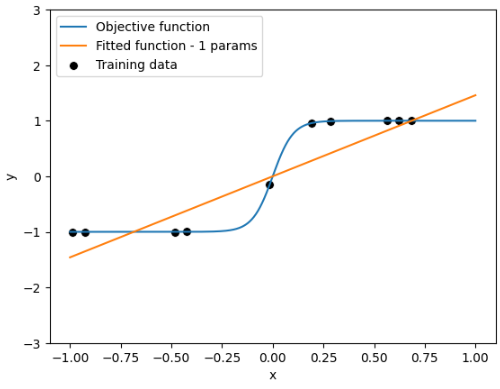 Objective function
Fitted function - 1 params
Training data
3
2
1
0
−1
−2
−3
y
−1.00 −0.75 −0.50 −0.25 0.00 0.25 0.50 0.75 1.00
x